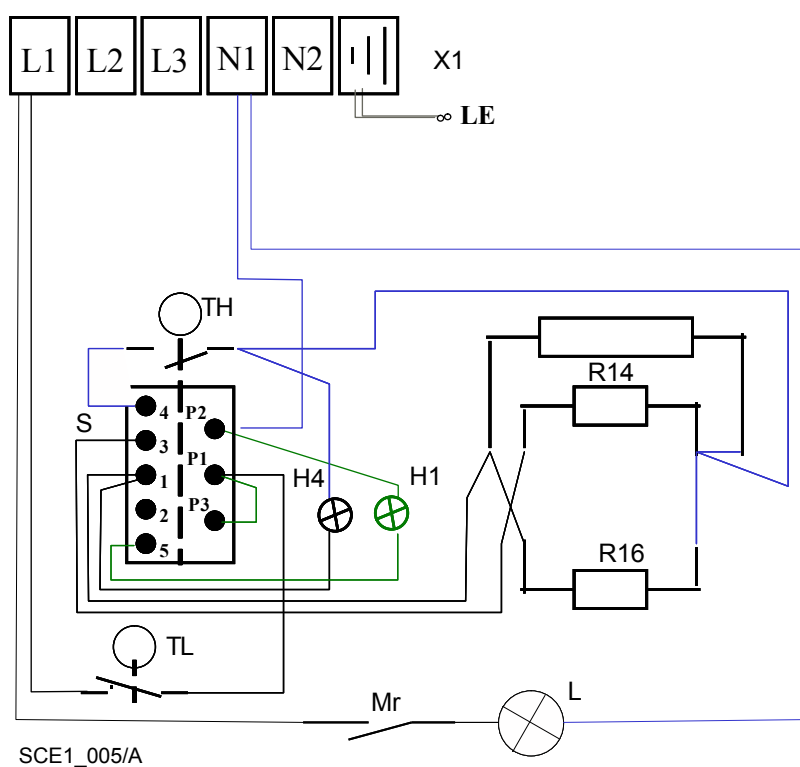 L1 L2 L3 N1 N2 X1
LE
TH
R14
S 4 P2
3
P1 H4 H1
1
P3
2
5
R16
TL
L
Mr
SCE1_005/A